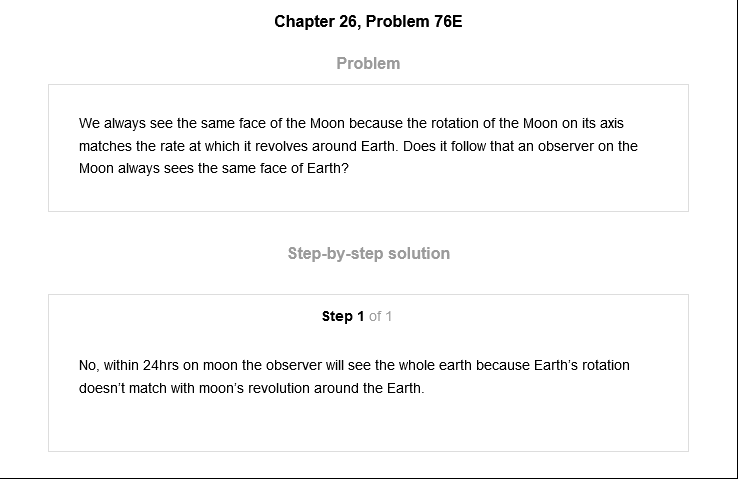 Chapter 26, Problem 76E
Problem
We always see the same face of the Moon because the rotation of the Moon on its axis
matches the rate at which it revolves around Earth. Does it follow that an observer on the
Moon always sees the same face of Earth?
Step-by-step solution
Step 1 of 1
No, within 24hrs on moon the observer will see the whole earth because Earth's rotation
doesn't match with moon's revolution around the Earth.